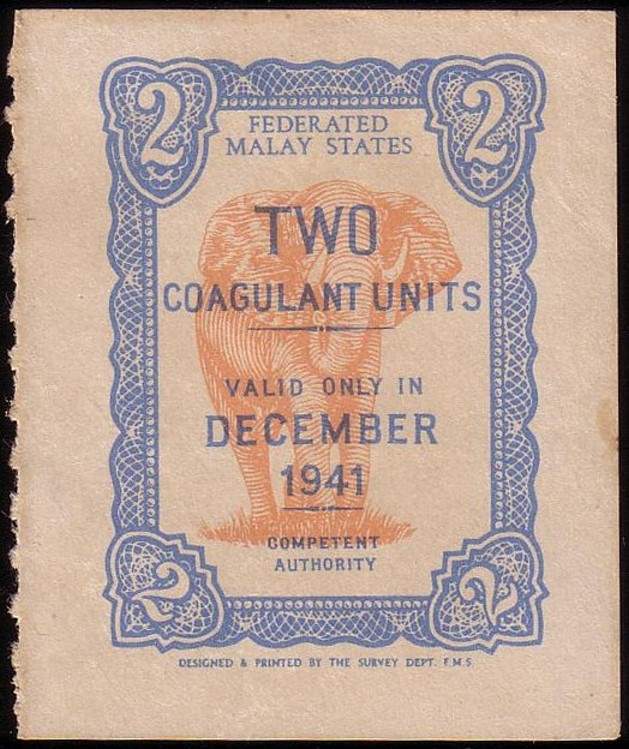 2 2
FEDERATED
MALAY STATES
TWO
COAGULANT UNITS
VALID ONLY IN
DECEMBER
1941
COMPETENT
AUTHORITY
2 2
DESIGNED & PRINTED BY THE SURVEY DEPT. F.M.S.